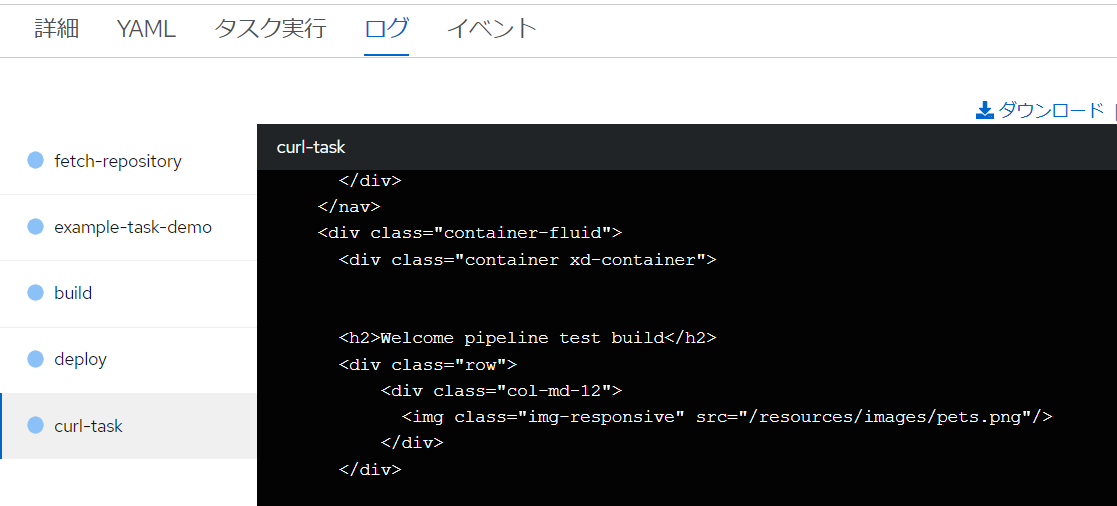 詳細 YAML タスク実行 ログ イベント
ダウンロード
fetch-repository
example-task-demo
build
deploy
curl-task
curl-task
</div>
</nav>
<div class="container-fluid">
<div class="container xd-container">
<h2>Welcome pipeline test build</h2>
<div class="row">
<div class="col-md-12">
<img class="img-responsive" src="/resources/images/pets.png"/>
</div>
</div>